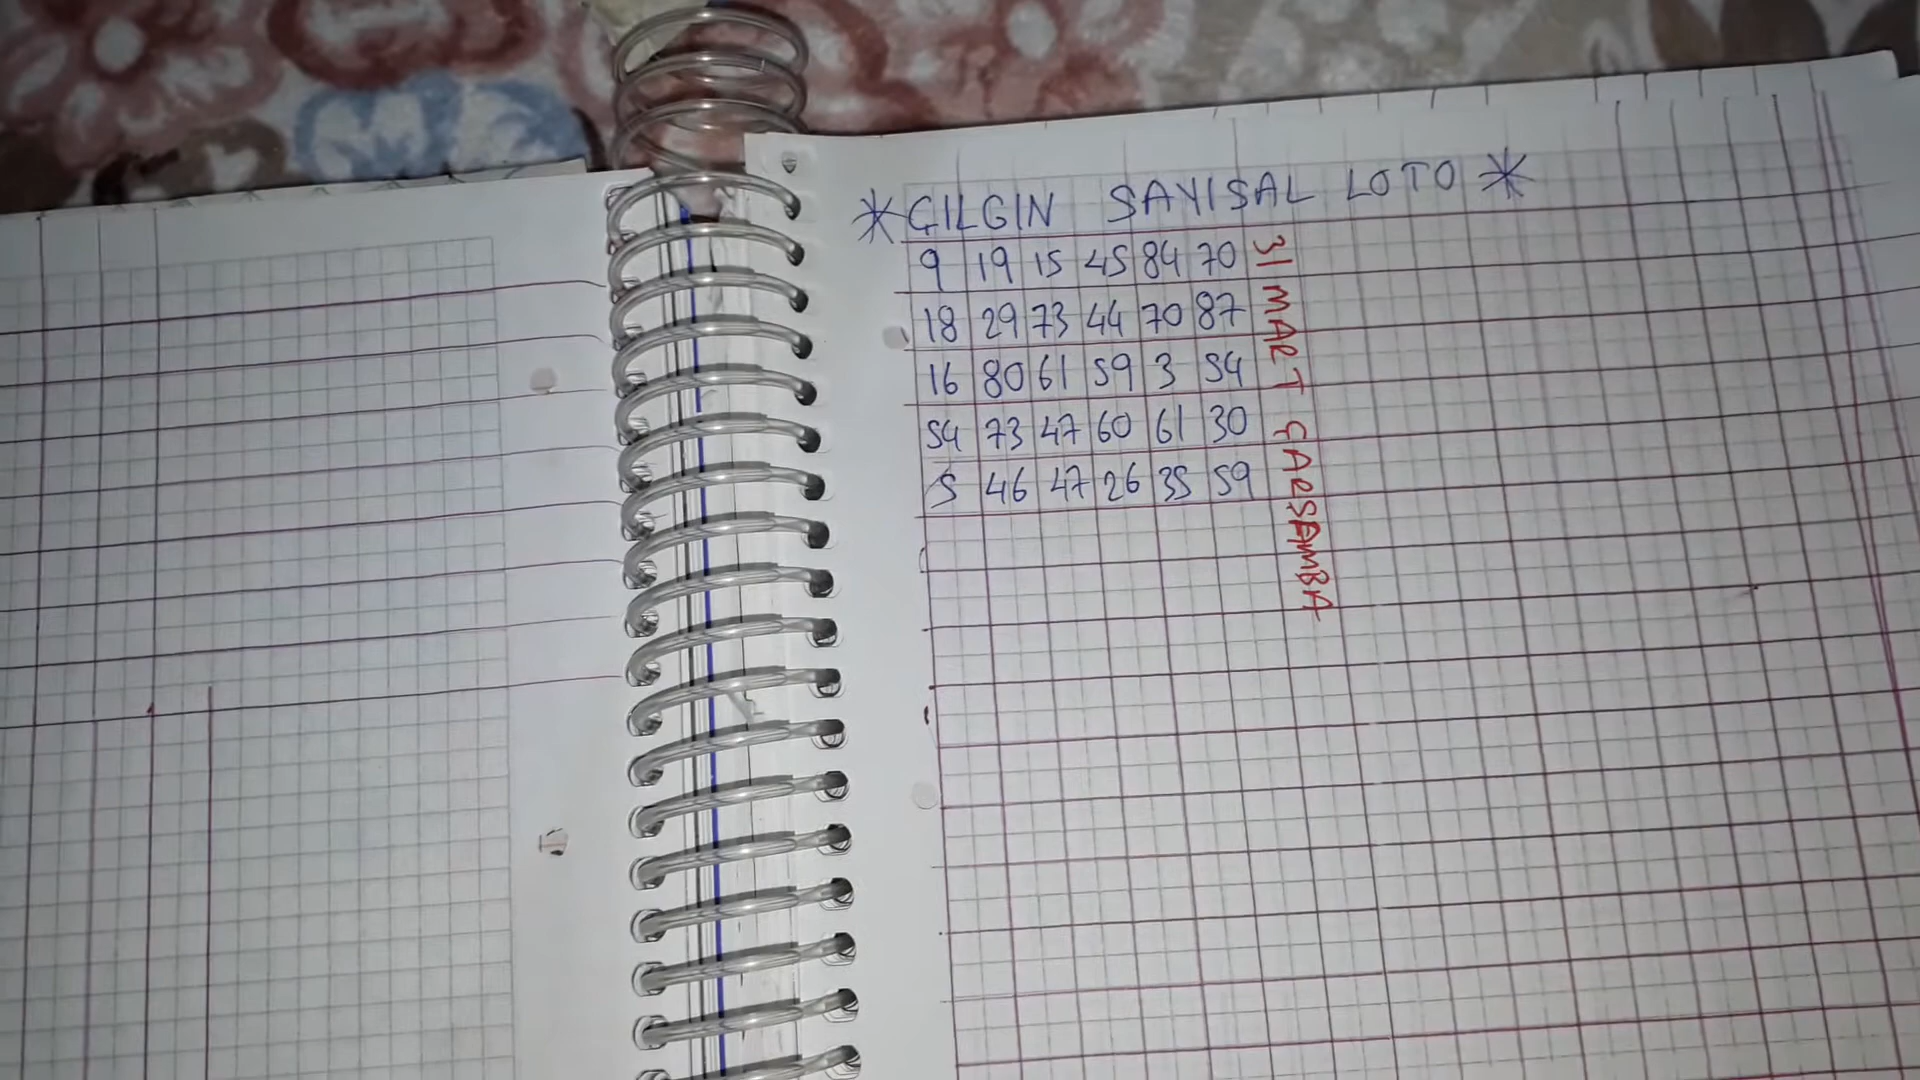 *ÇILGIN SAYISAL LOTO*
9 19 15 45 84 70
18 29 73 44 70 87
16 80 61 59 3 54
54 73 47 60 61 30
5 46 47 26 35 59
31 MART ÇARSAMBA